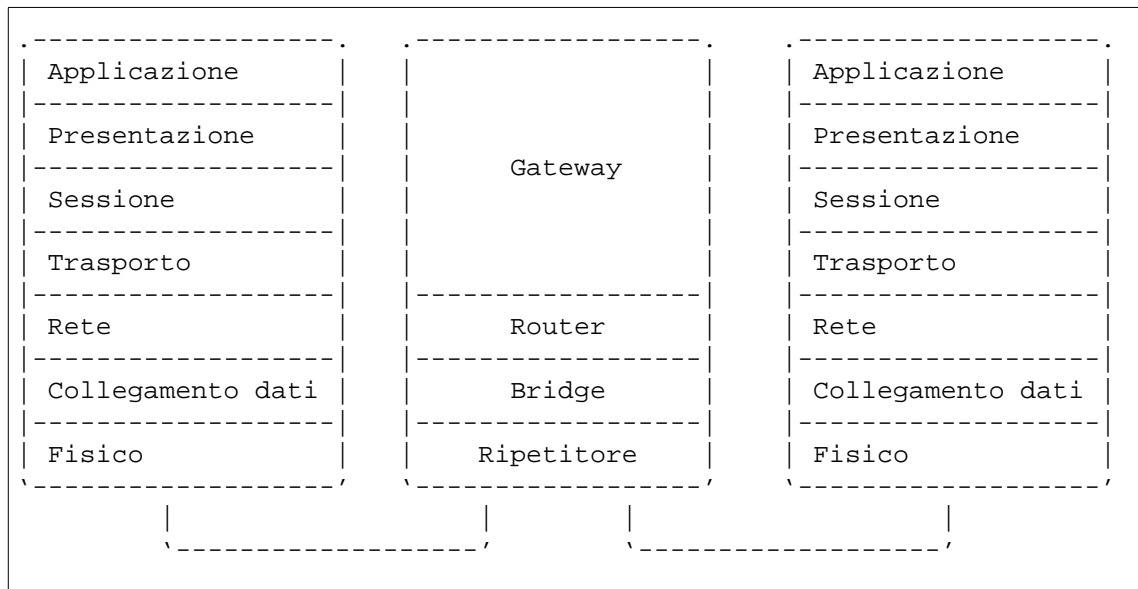 Applicazione
Presentazione
Sessione
Trasporto
Rete
Collegamento dati
Fisico
Gateway
Router
Bridge
Ripetitore
Applicazione
Presentazione
Sessione
Trasporto
Rete
Collegamento dati
Fisico